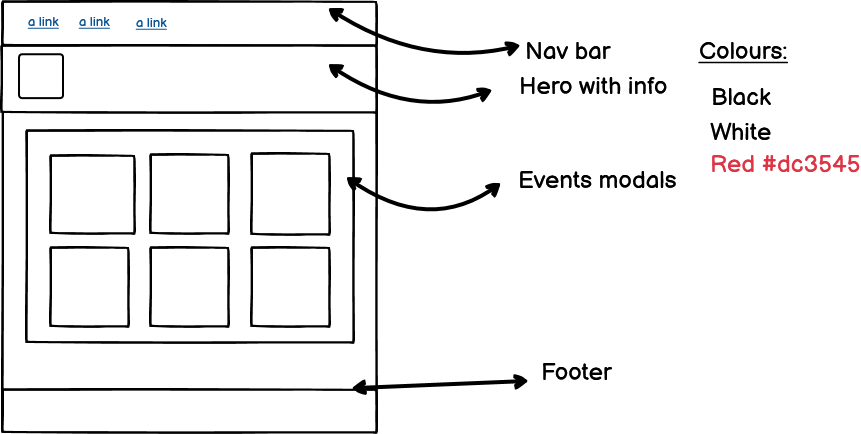 a link a link a link
Nav bar
Hero with info
Events modals
Footer
Colours:
Black
White
Red #dc3545